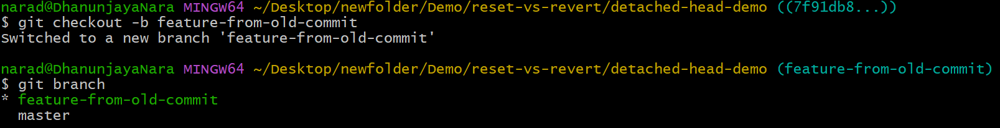 narad@DhanunjayaNara MINGW64 ~/Desktop/newfolder/Demo/reset-vs-revert/detached-head-demo ((7f91db8...))
$ git checkout -b feature-from-old-commit
Switched to a new branch 'feature-from-old-commit'
narad@DhanunjayaNara MINGW64 ~/Desktop/newfolder/Demo/reset-vs-revert/detached-head-demo (feature-from-old-commit)
$ git branch
* feature-from-old-commit
  master